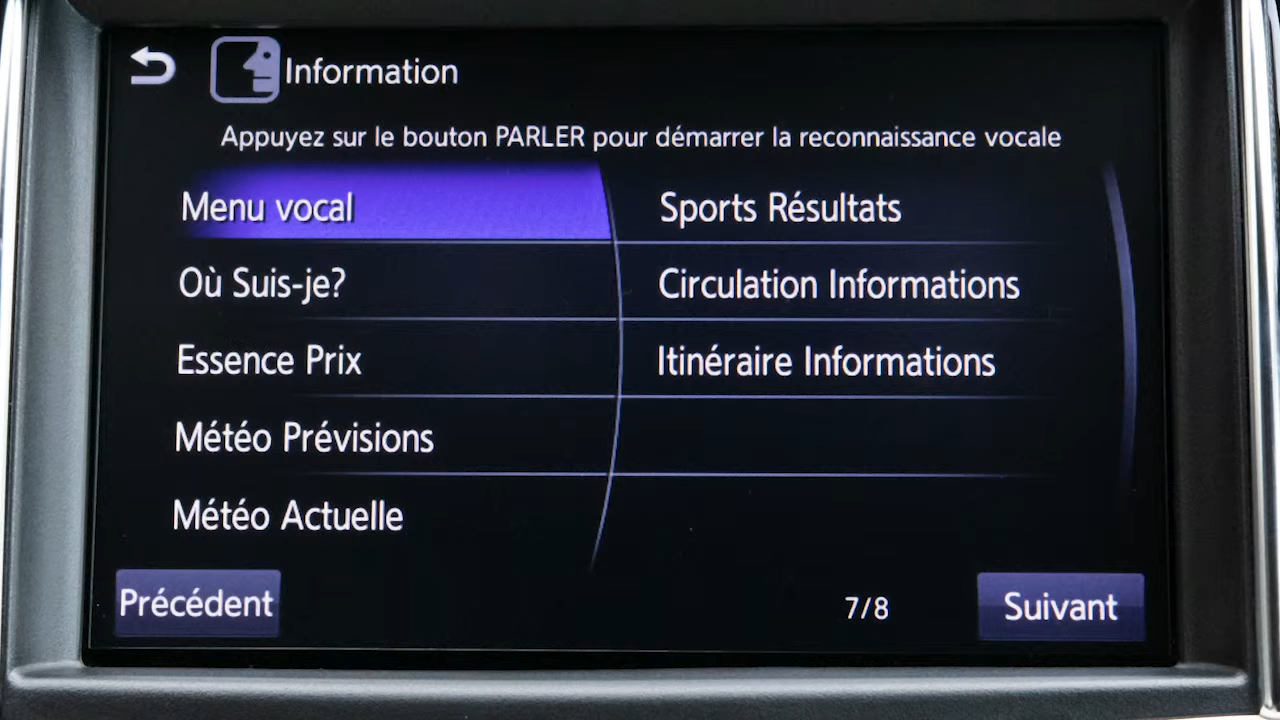 Information
Appuyez sur le bouton PARLER pour démarrer la reconnaissance vocale
Menu vocal
Où Suis-je?
Essence Prix
Météo Prévisions
Météo Actuelle
Sports Résultats
Circulation Informations
Itinéraire Informations
Précédent
7/8
Suivant